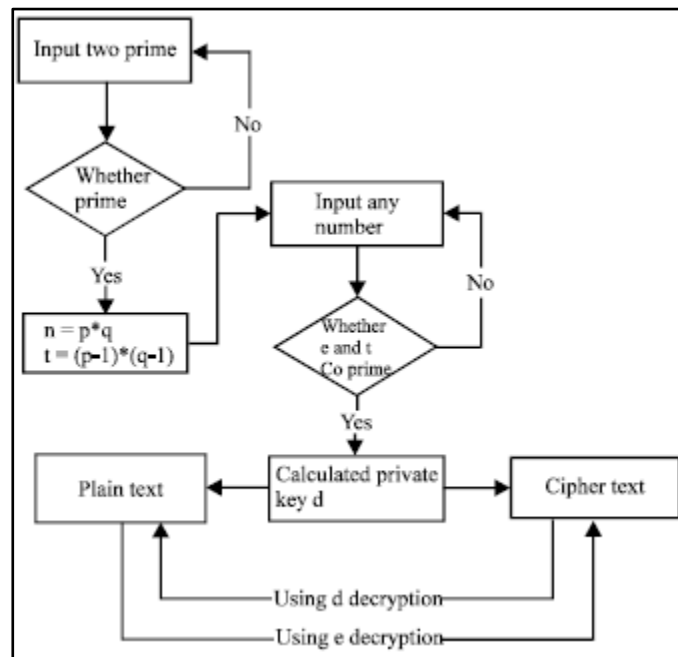 Input two prime
No
Whether
prime
Yes
n = p*q
t = (p-1)*(q-1)
Input any
number
No
Whether
e and t
Co prime
Yes
Calculated private
key d
Plain text
Cipher text
Using d decryption
Using e decryption